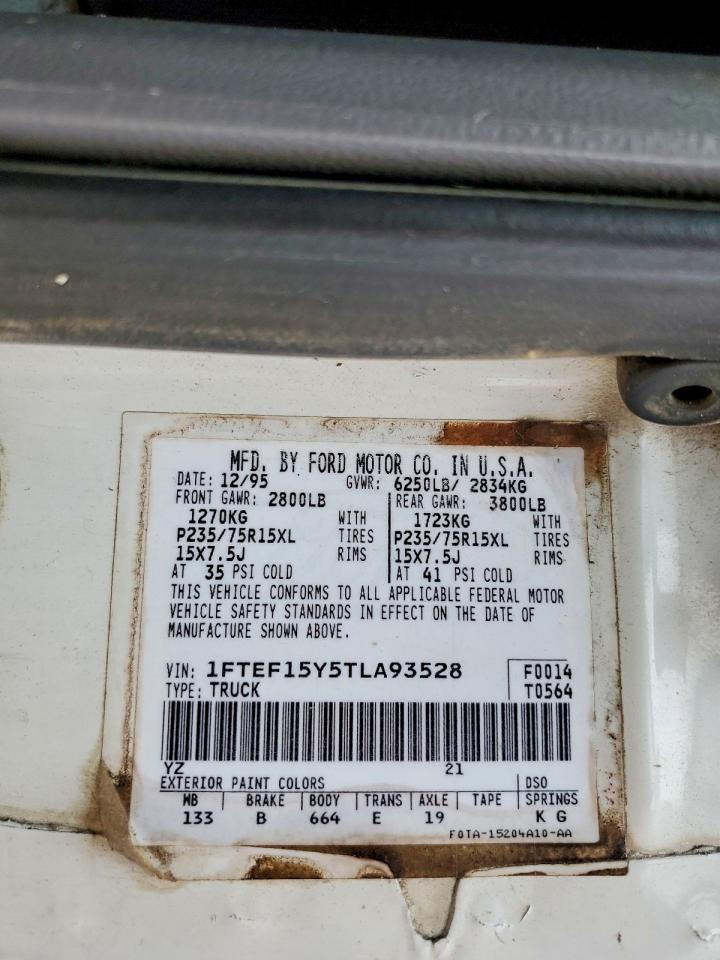 MFD. BY FORD MOTOR CO. IN U.S.A.
DATE: 12/95 GVWR: 6250LB/ 2834KG
FRONT GAWR: 2800LB REAR GAWR: 3800LB
1270KG WITH 1723KG WITH
P235/75R15XL TIRES P235/75R15XL TIRES
15X7.5J RIMS 15X7.5J RIMS
AT 35 PSI COLD AT 41 PSI COLD
THIS VEHICLE CONFORMS TO ALL APPLICABLE FEDERAL MOTOR
VEHICLE SAFETY STANDARDS IN EFFECT ON THE DATE OF
MANUFACTURE SHOWN ABOVE.
VIN: 1FTEF15Y5TLA93528 F0014
TYPE: TRUCK T0564
YZ 21
EXTERIOR PAINT COLORS DSO
WB BRAKE BODY TRANS AXLE TAPE SPRINGS
133 B 664 E 19 K G
F0TA-15204A10-AA